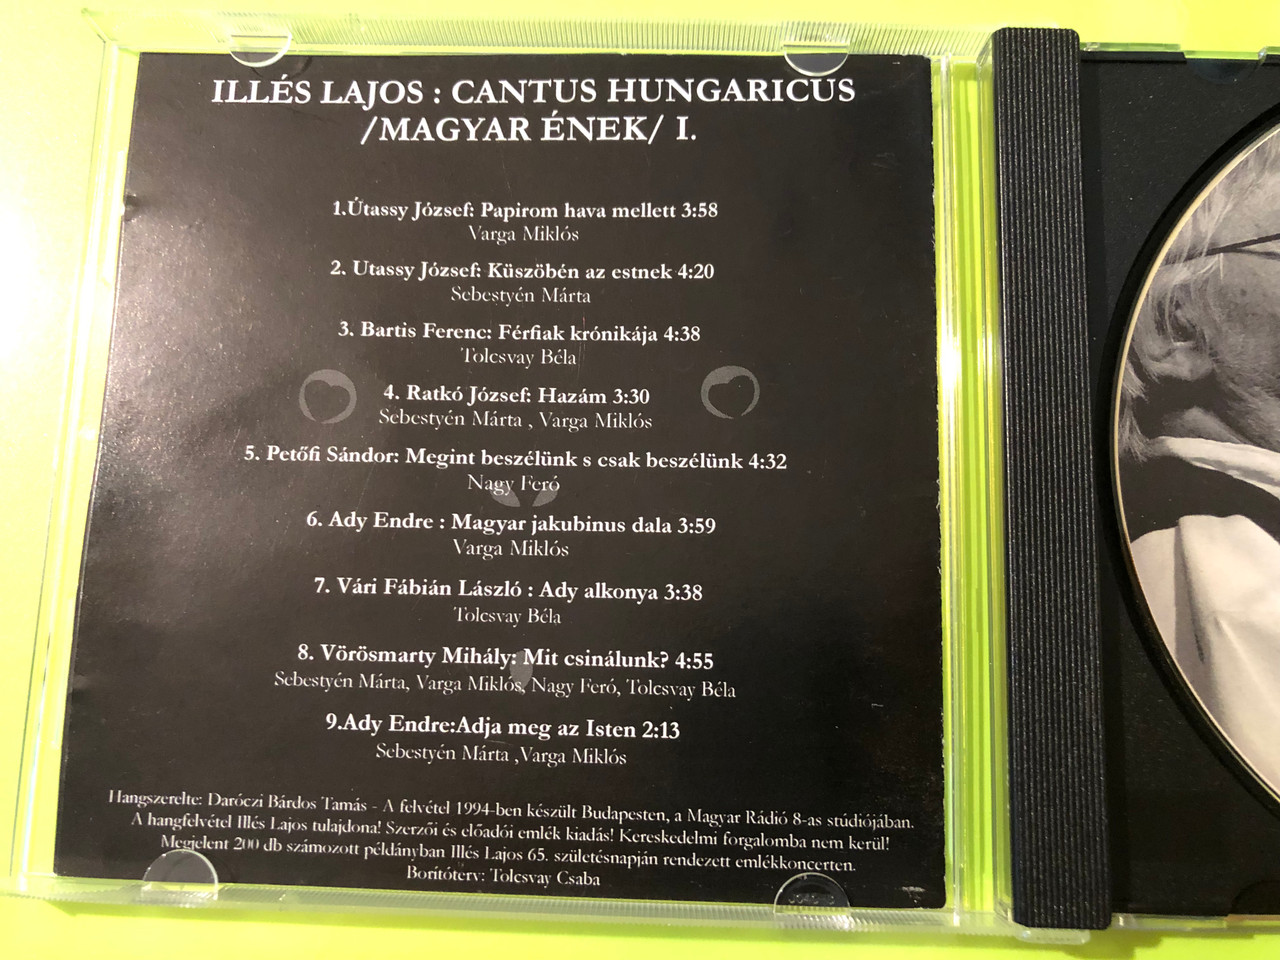 ILLÉS LAJOS : CANTUS HUNGARICUS
/MAGYAR ÉNEK/ I.
1.Útassy József: Papirom hava mellett 3:58
Varga Miklós
2. Utassy József: Küszöbén az estnek 4:20
Sebestyén Márta
3. Bartis Ferenc: Férfiak krónikája 4:38
Tolcsvay Béla
4. Ratkó József: Hazám 3:30
Sebestyén Márta , Varga Miklós
5. Petőfi Sándor: Megint beszélünk s csak beszélünk 4:32
Nagy Feró
6. Ady Endre : Magyar jakubinus dala 3:59
Varga Miklós
7. Vári Fábián László : Ady alkonya 3:38
Tolcsvay Béla
8. Vörösmarty Mihály: Mit csinálunk? 4:55
Sebestyén Márta, Varga Miklós, Nagy Feró, Tolcsvay Béla
9.Ady Endre:Adja meg az Isten 2:13
Sebestyén Márta ,Varga Miklós
Hangszerelte: Daróczi Bárdos Tamás - A felvétel 1994-ben készült Budapesten, a Magyar Rádió 8-as stúdiójában.
A hangfelvétel Illés Lajos tulajdona! Szerzői és előadói emlék kiadás! Kereskedelmi forgalomba nem kerül!
Megjelent 200 db számozott példányban Illés Lajos 65. születésnapján rendezett emlékkoncerten.
Borítóterv: Tolcsvay Csaba